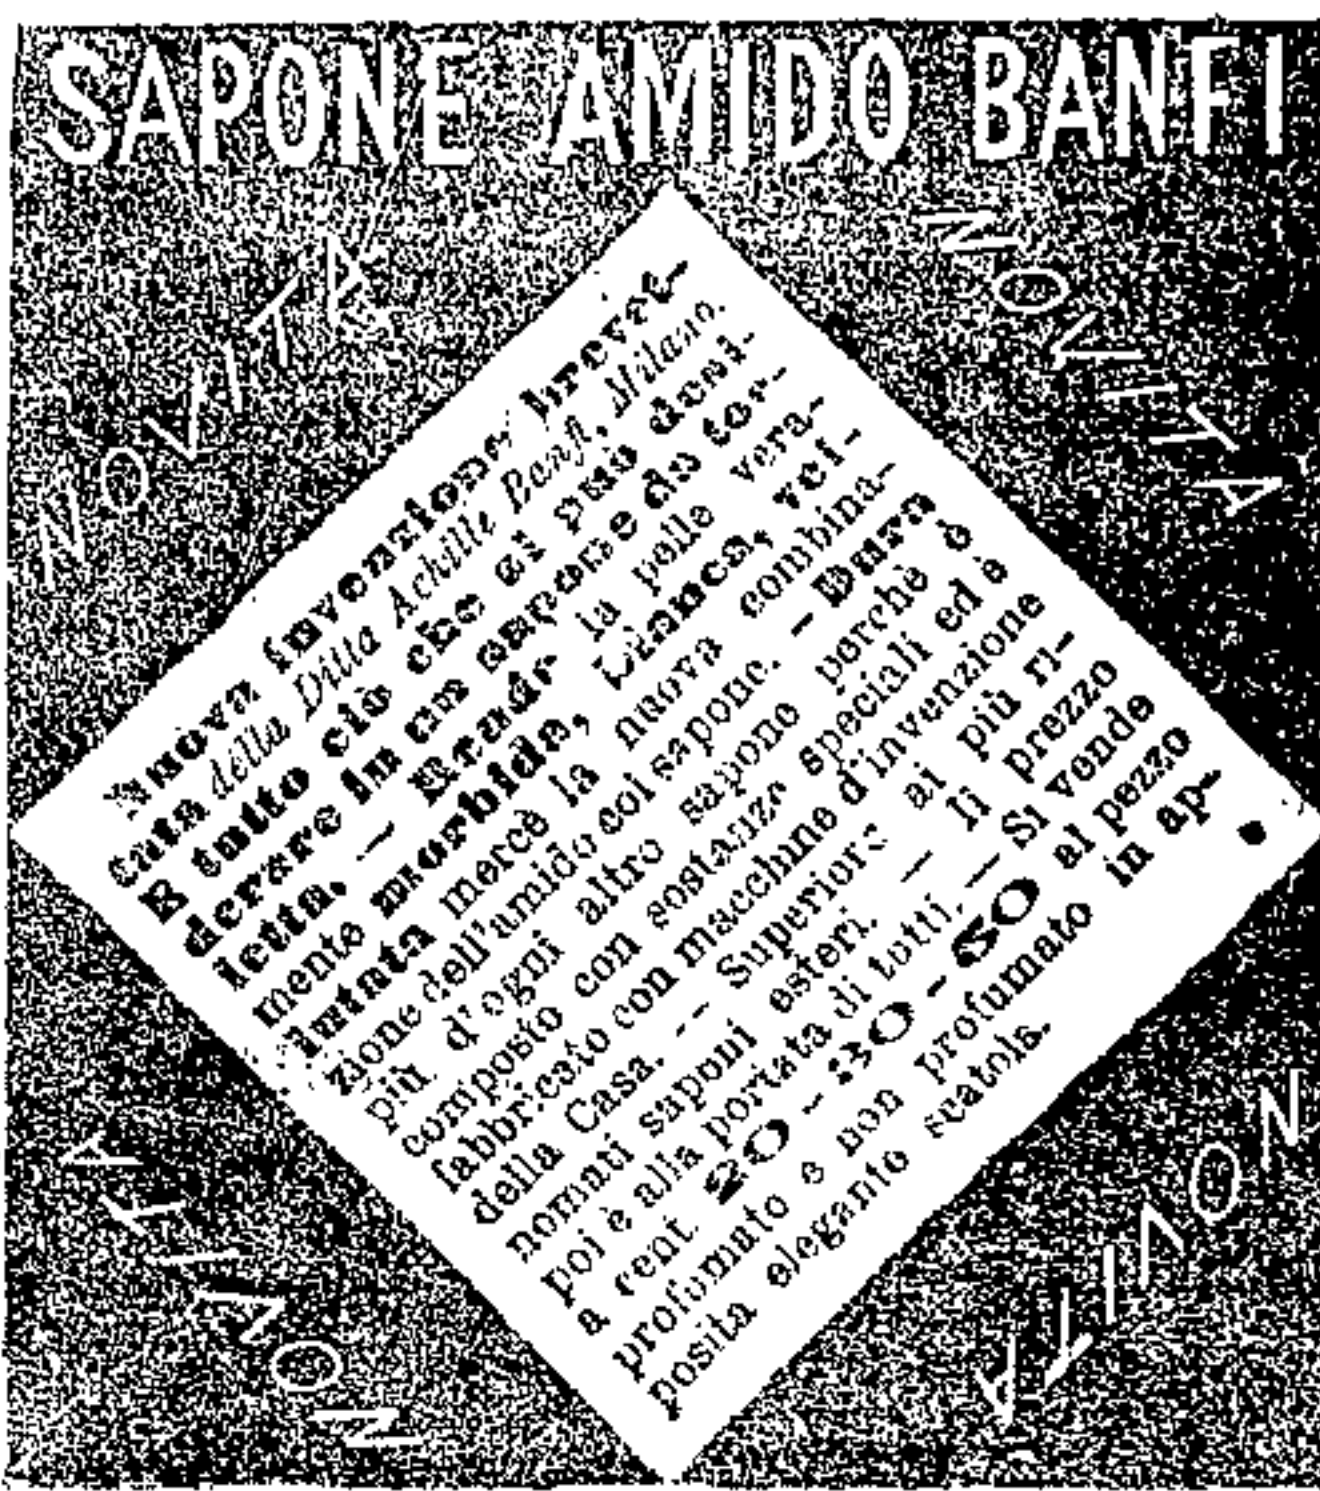 SAPONE AMIDO BANFI
NOVITÀ
NOVITÀ
Nuova invenzione brevet-
tata della Ditta Achille Banfi, Milano.
È tutto ciò che si può desi-
derare in un sapone da toe-
letta. — Rende la pelle vera-
mente morbida, bianca, vel-
lutata mercè la nuova combina-
zione dell'amido col sapone. — Dura
più d'ogni altro sapone perchè è
composto con sostanze speciali ed è
fabbricato con macchine d'invenzione
della Casa. — Superiore ai più ri-
nomati saponi esteri. — Il prezzo
poi è alla portata di tutti. — Si vende
a cent. 20 - 30 - 50 al pezzo
profumato e non profumato in ap-
posita elegante scatola.
NOVITÀ
NOVITÀ